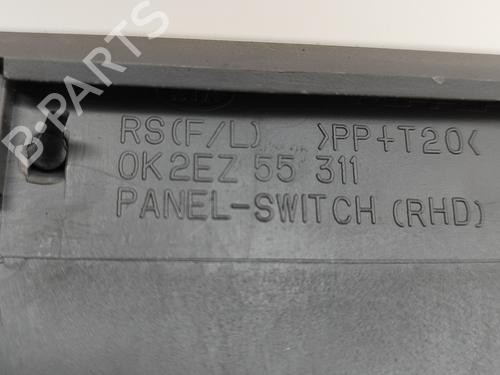 RS(F/L) >PP+T20<
0K2EZ 55 311
PANEL-SWITCH (RHD)
B-PARTS